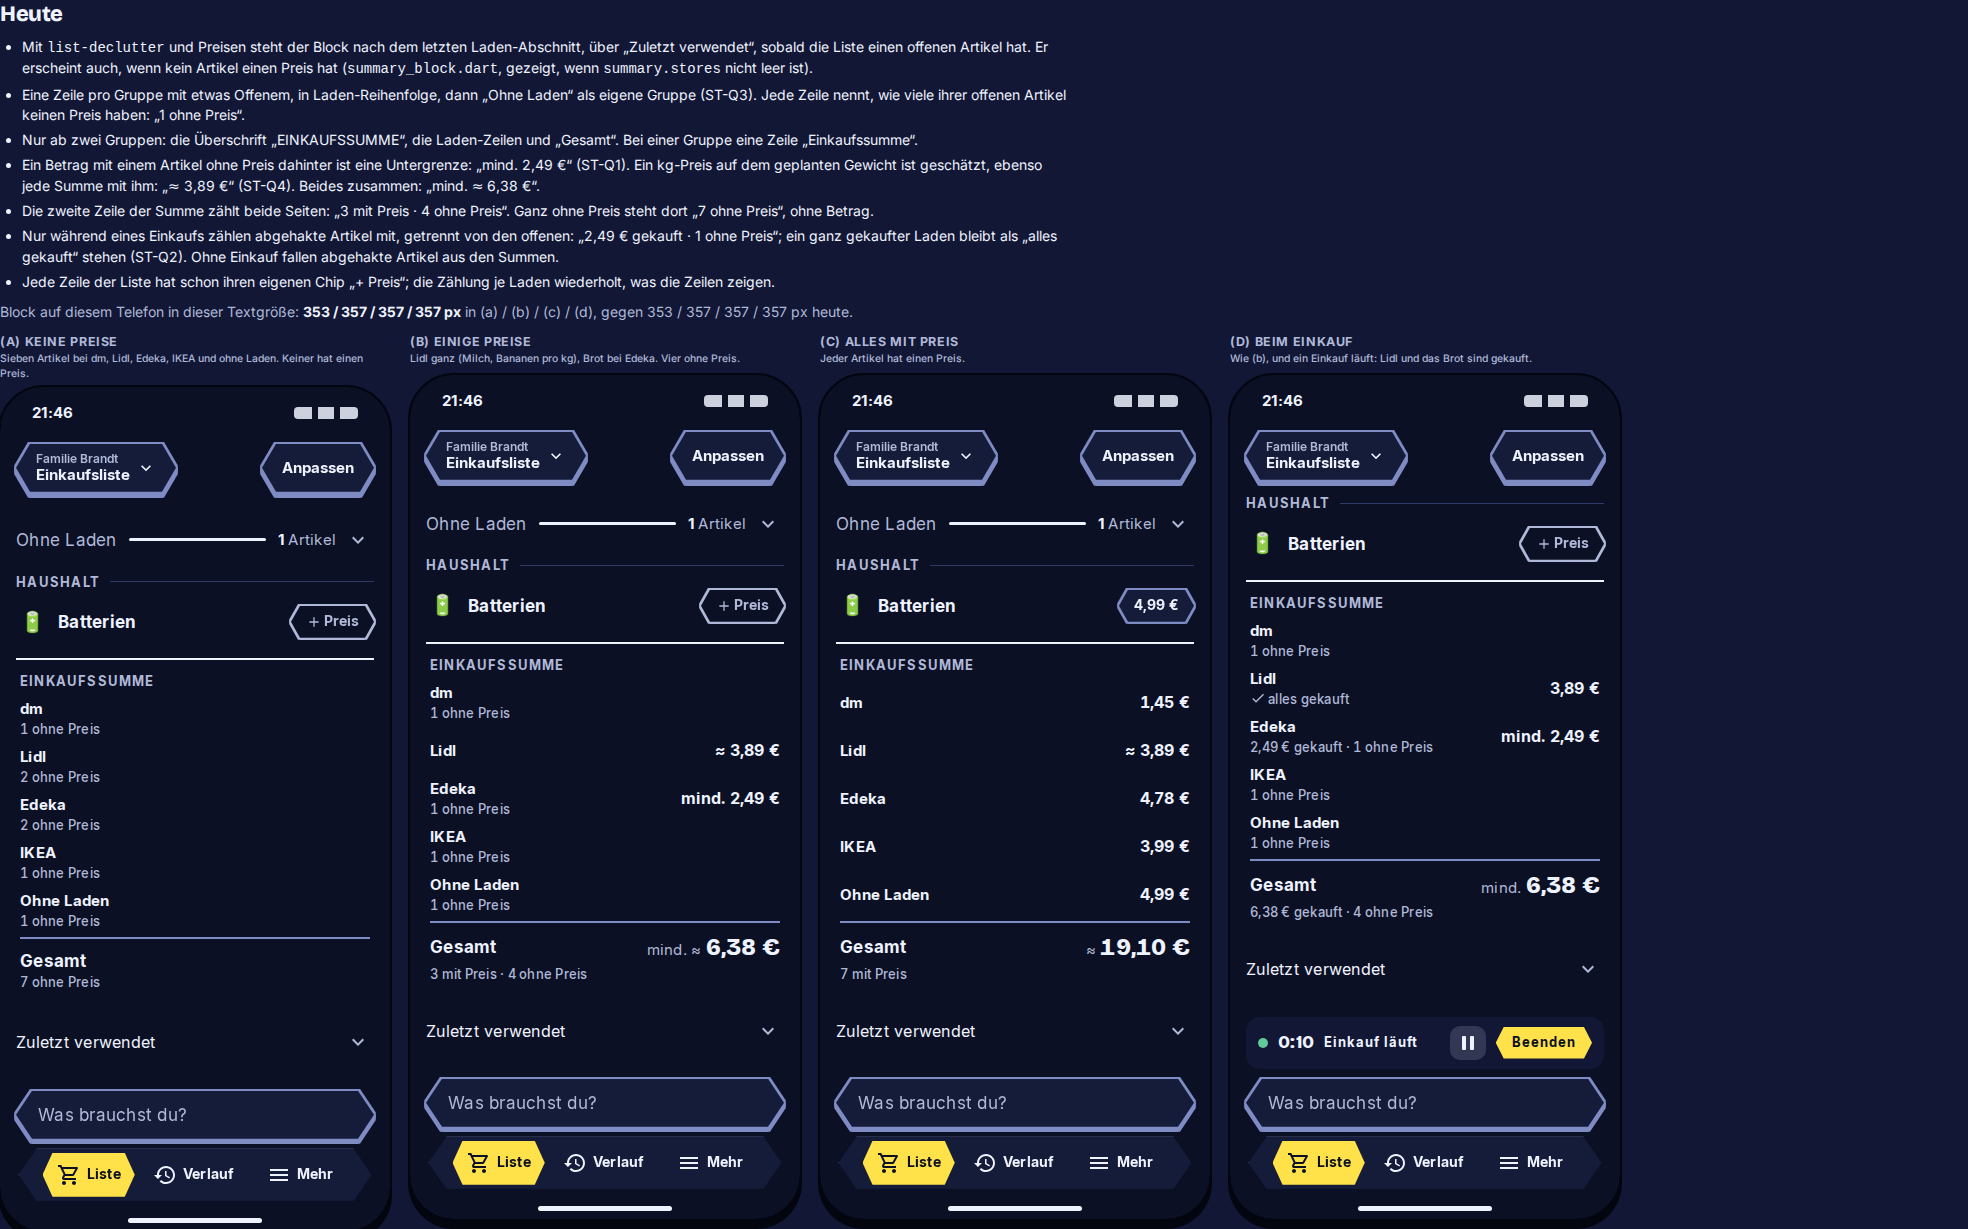 Heute
• Mit list-declutter und Preisen steht der Block nach dem letzten Laden-Abschnitt, über „Zuletzt verwendet“, sobald die Liste einen offenen Artikel hat. Er
erscheint auch, wenn kein Artikel einen Preis hat (summary_block.dart, gezeigt, wenn summary.stores nicht leer ist).
• Eine Zeile pro Gruppe mit etwas Offenem, in Laden-Reihenfolge, dann „Ohne Laden“ als eigene Gruppe (ST-Q3). Jede Zeile nennt, wie viele ihrer offenen Artikel
keinen Preis haben: „1 ohne Preis“.
• Nur ab zwei Gruppen: die Überschrift „EINKAUFSSUMME“, die Laden-Zeilen und „Gesamt“. Bei einer Gruppe eine Zeile „Einkaufssumme“.
• Ein Betrag mit einem Artikel ohne Preis dahinter ist eine Untergrenze: „mind. 2,49 €“ (ST-Q1). Ein kg-Preis auf dem geplanten Gewicht ist geschätzt, ebenso
jede Summe mit ihm: „≈ 3,89 €“ (ST-Q4). Beides zusammen: „mind. ≈ 6,38 €“.
• Die zweite Zeile der Summe zählt beide Seiten: „3 mit Preis · 4 ohne Preis“. Ganz ohne Preis steht dort „7 ohne Preis“, ohne Betrag.
• Nur während eines Einkaufs zählen abgehakte Artikel mit, getrennt von den offenen: „2,49 € gekauft · 1 ohne Preis“; ein ganz gekaufter Laden bleibt als „alles
gekauft“ stehen (ST-Q2). Ohne Einkauf fallen abgehakte Artikel aus den Summen.
• Jede Zeile der Liste hat schon ihren eigenen Chip „+ Preis“; die Zählung je Laden wiederholt, was die Zeilen zeigen.
Block auf diesem Telefon in dieser Textgröße: 353 / 357 / 357 / 357 px in (a) / (b) / (c) / (d), gegen 353 / 357 / 357 / 357 px heute.
(A) KEINE PREISE
Sieben Artikel bei dm, Lidl, Edeka, IKEA und ohne Laden. Keiner hat einen
Preis.
21:46
Familie Brandt
Einkaufsliste
Anpassen
Ohne Laden
1 Artikel
HAUSHALT
Batterien
+ Preis
EINKAUFSSUMME
dm
1 ohne Preis
Lidl
2 ohne Preis
Edeka
2 ohne Preis
IKEA
1 ohne Preis
Ohne Laden
1 ohne Preis
Gesamt
7 ohne Preis
Zuletzt verwendet
Was brauchst du?
Liste
Verlauf
Mehr
(B) EINIGE PREISE
Lidl ganz (Milch, Bananen pro kg), Brot bei Edeka. Vier ohne Preis.
21:46
Familie Brandt
Einkaufsliste
Anpassen
Ohne Laden
1 Artikel
HAUSHALT
Batterien
+ Preis
EINKAUFSSUMME
dm
1 ohne Preis
Lidl
≈ 3,89 €
Edeka
1 ohne Preis
mind. 2,49 €
IKEA
1 ohne Preis
Ohne Laden
1 ohne Preis
Gesamt
mind. ≈ 6,38 €
3 mit Preis · 4 ohne Preis
Zuletzt verwendet
Was brauchst du?
Liste
Verlauf
Mehr
(C) ALLES MIT PREIS
Jeder Artikel hat einen Preis.
21:46
Familie Brandt
Einkaufsliste
Anpassen
Ohne Laden
1 Artikel
HAUSHALT
Batterien
4,99 €
EINKAUFSSUMME
dm
1,45 €
Lidl
≈ 3,89 €
Edeka
4,78 €
IKEA
3,99 €
Ohne Laden
4,99 €
Gesamt
≈ 19,10 €
7 mit Preis
Zuletzt verwendet
Was brauchst du?
Liste
Verlauf
Mehr
(D) BEIM EINKAUF
Wie (b), und ein Einkauf läuft: Lidl und das Brot sind gekauft.
21:46
Familie Brandt
Einkaufsliste
Anpassen
HAUSHALT
Batterien
+ Preis
EINKAUFSSUMME
dm
1 ohne Preis
Lidl
✓ alles gekauft
3,89 €
Edeka
2,49 € gekauft · 1 ohne Preis
mind. 2,49 €
IKEA
1 ohne Preis
Ohne Laden
1 ohne Preis
Gesamt
mind. 6,38 €
6,38 € gekauft · 4 ohne Preis
Zuletzt verwendet
0:10 Einkauf läuft
Beenden
Was brauchst du?
Liste
Verlauf
Mehr